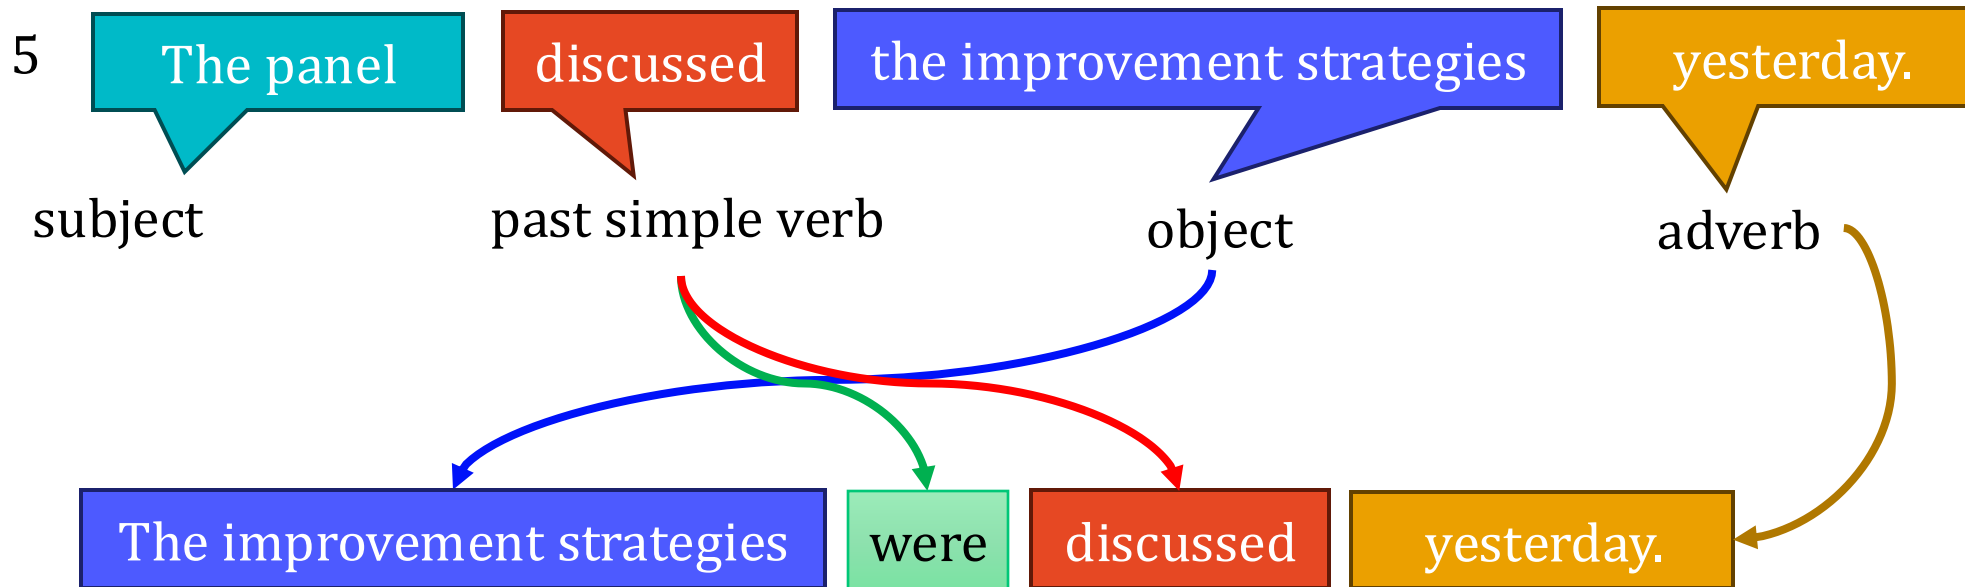 5 The panel discussed the improvement strategies yesterday.
subject past simple verb object adverb
The improvement strategies were discussed yesterday.